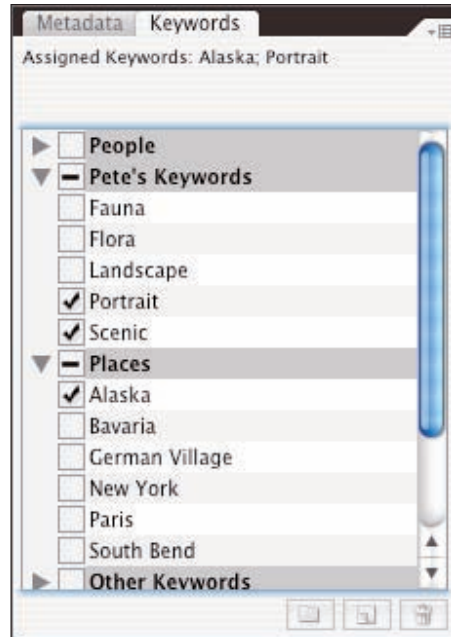 Metadata Keywords
Assigned Keywords: Alaska; Portrait
People
Pete's Keywords
Fauna
Flora
Landscape
Portrait
Scenic
Places
Alaska
Bavaria
German Village
New York
Paris
South Bend
Other Keywords